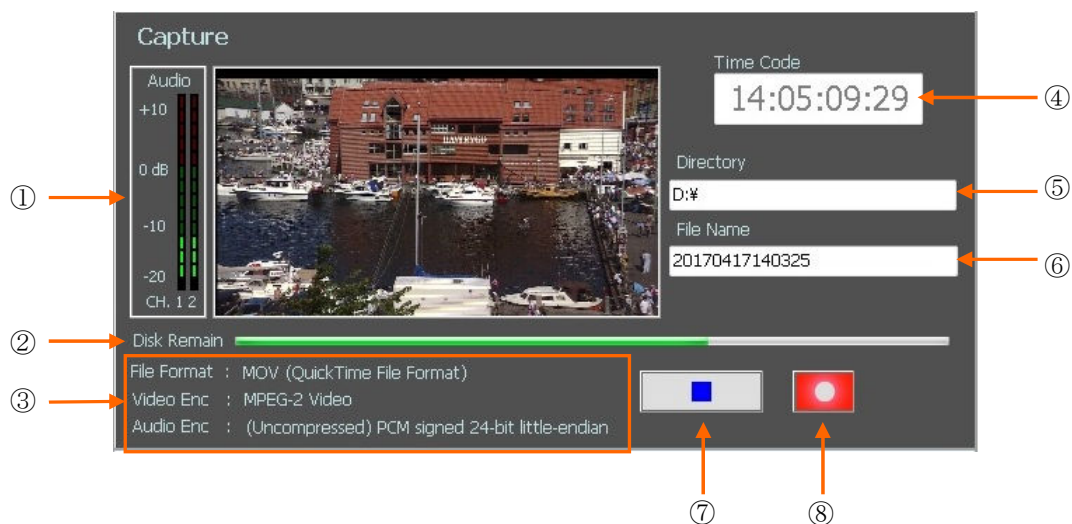 Capture
Audio
+10
0 dB
-10
-20
CH. 1 2
Time Code
14:05:09:29
④
Directory
D:¥
⑤
File Name
20170417140325
⑥
①
②
Disk Remain
③
File Format : MOV (QuickTime File Format)
Video Enc : MPEG-2 Video
Audio Enc : (Uncompressed) PCM signed 24-bit little-endian
⑦
⑧